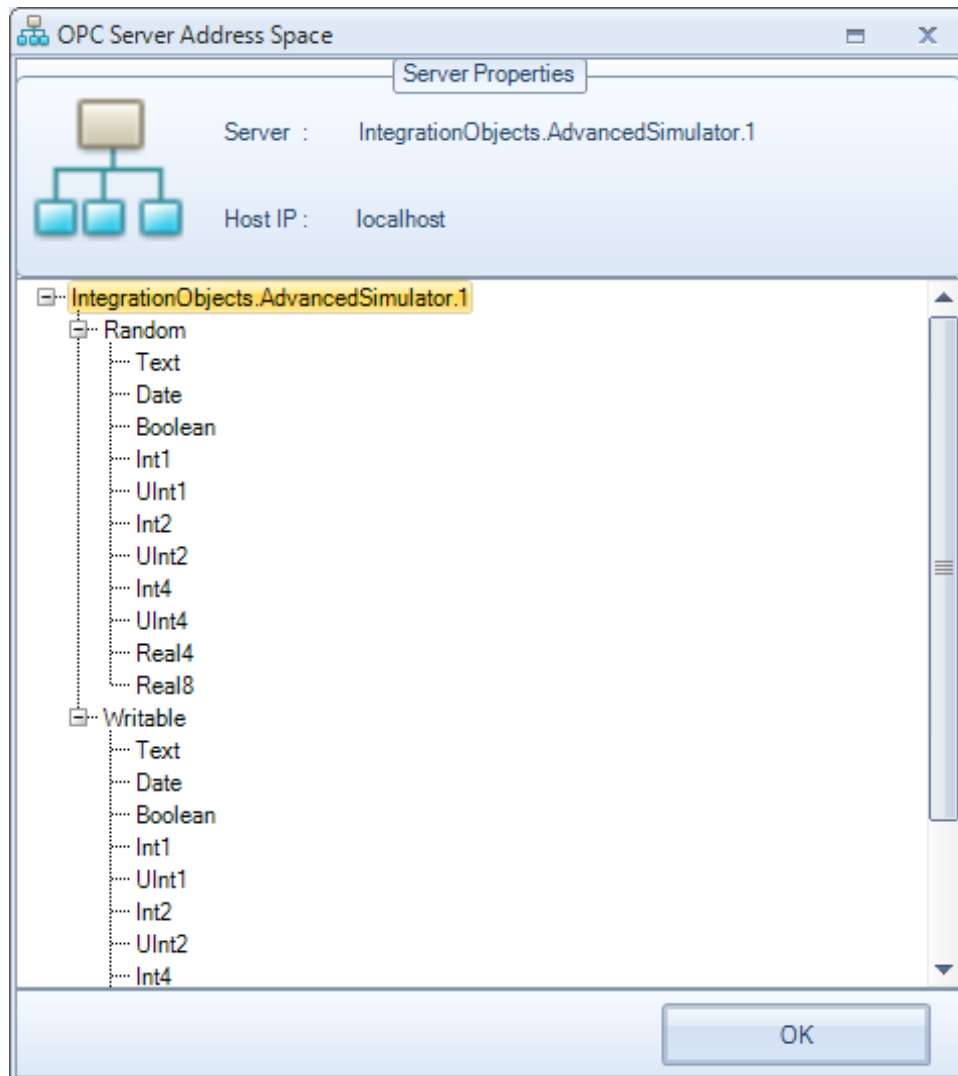 OPC Server Address Space
Server Properties
Server : IntegrationObjects.AdvancedSimulator.1
Host IP : localhost
IntegrationObjects.AdvancedSimulator.1
Random
Text
Date
Boolean
Int1
UInt1
Int2
UInt2
Int4
UInt4
Real4
Real8
Writable
Text
Date
Boolean
Int1
UInt1
Int2
UInt2
Int4
OK